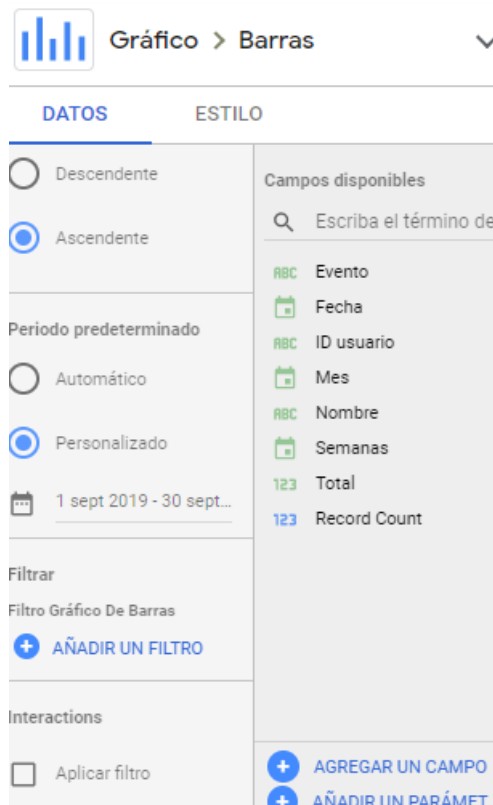 Gráfico > Barras
DATOS
ESTILO
Descendente
Ascendente
Periodo predeterminado
Automático
Personalizado
1 sept 2019 - 30 sept...
Filtrar
Filtro Gráfico De Barras
AÑADIR UN FILTRO
Interactions
Aplicar filtro
Campos disponibles
Escriba el término de
ABC Evento
Fecha
ABC ID usuario
Mes
ABC Nombre
Semanas
123 Total
123 Record Count
AGREGAR UN CAMPO
AÑADIR UN PARÁMET